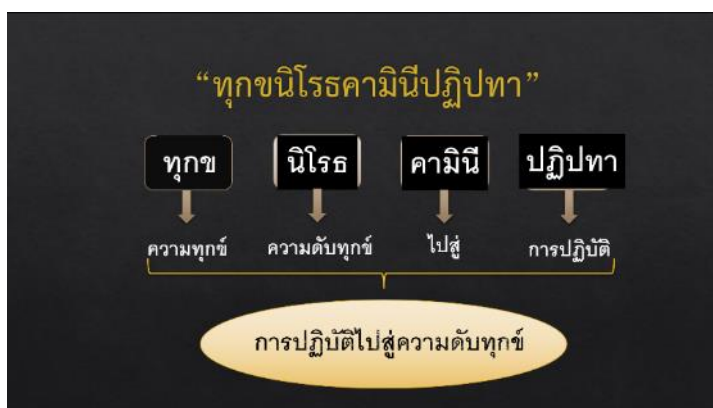 “ทุกขนิโรธคามินีปฏิปทา”
ทุกข นิโรธ คามินี ปฏิปทา
ความทุกข์ ความดับทุกข์ ไปสู่ การปฏิบัติ
การปฏิบัติไปสู่ความดับทุกข์